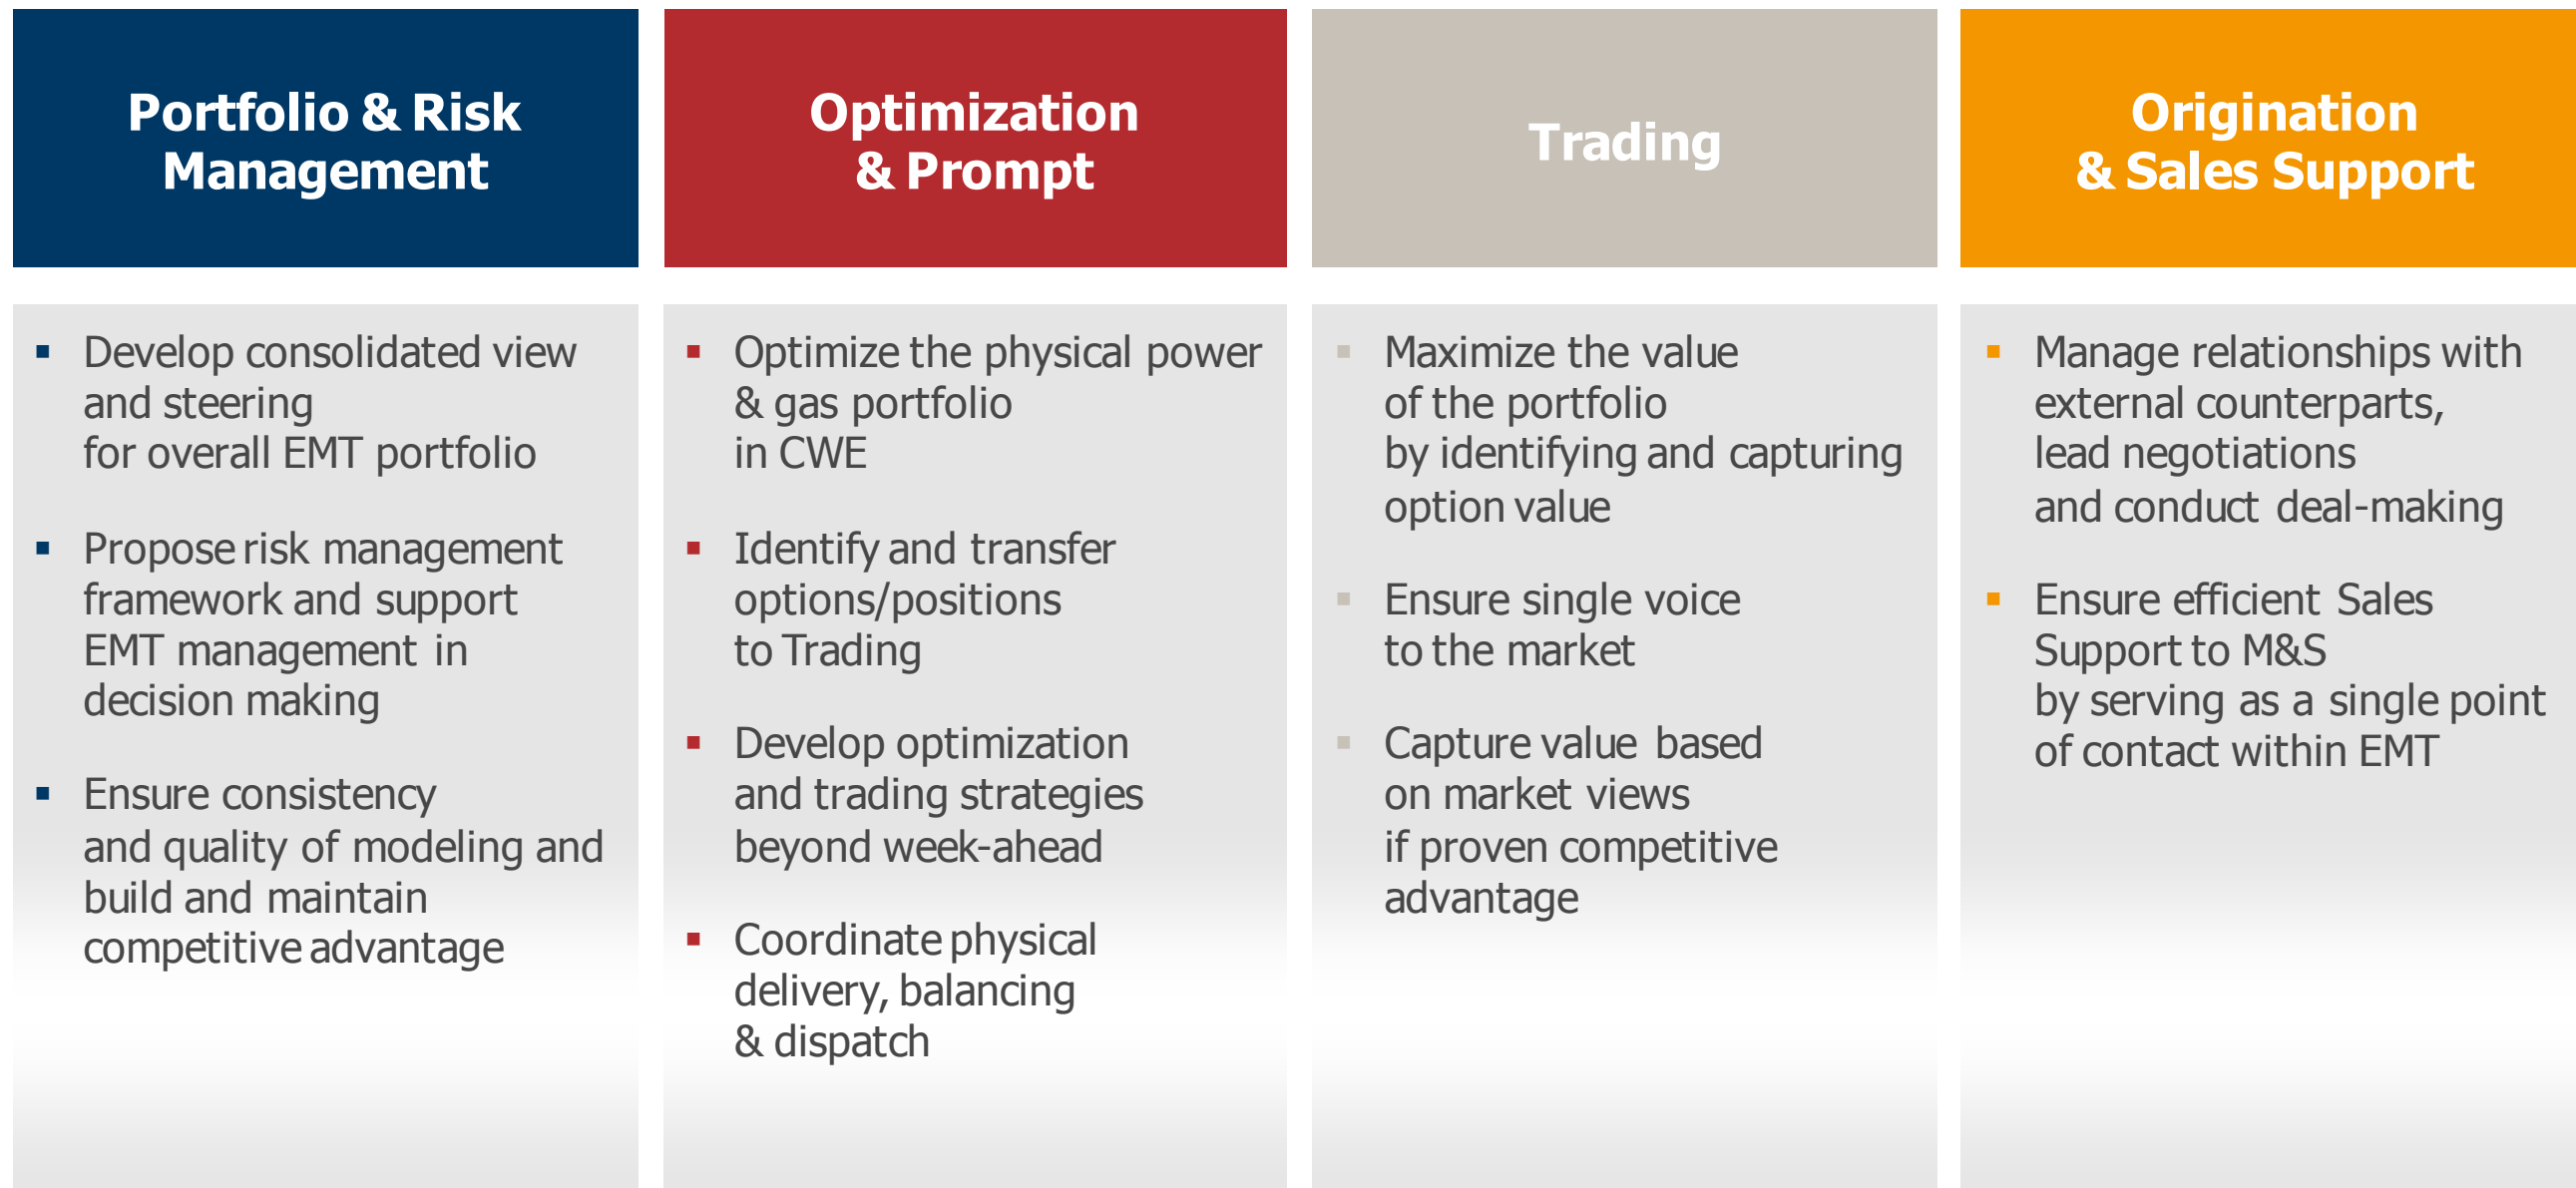 Portfolio & Risk
Management
Optimization
& Prompt
Trading
Origination
& Sales Support
▪ Develop consolidated view
and steering
for overall EMT portfolio
▪ Propose risk management
framework and support
EMT management in
decision making
▪ Ensure consistency
and quality of modeling and
build and maintain
competitive advantage
▪ Optimize the physical power
& gas portfolio
in CWE
▪ Identify and transfer
options/positions
to Trading
▪ Develop optimization
and trading strategies
beyond week-ahead
▪ Coordinate physical
delivery, balancing
& dispatch
▪ Maximize the value
of the portfolio
by identifying and capturing
option value
▪ Ensure single voice
to the market
▪ Capture value based
on market views
if proven competitive
advantage
▪ Manage relationships with
external counterparts,
lead negotiations
and conduct deal-making
▪ Ensure efficient Sales
Support to M&S
by serving as a single point
of contact within EMT